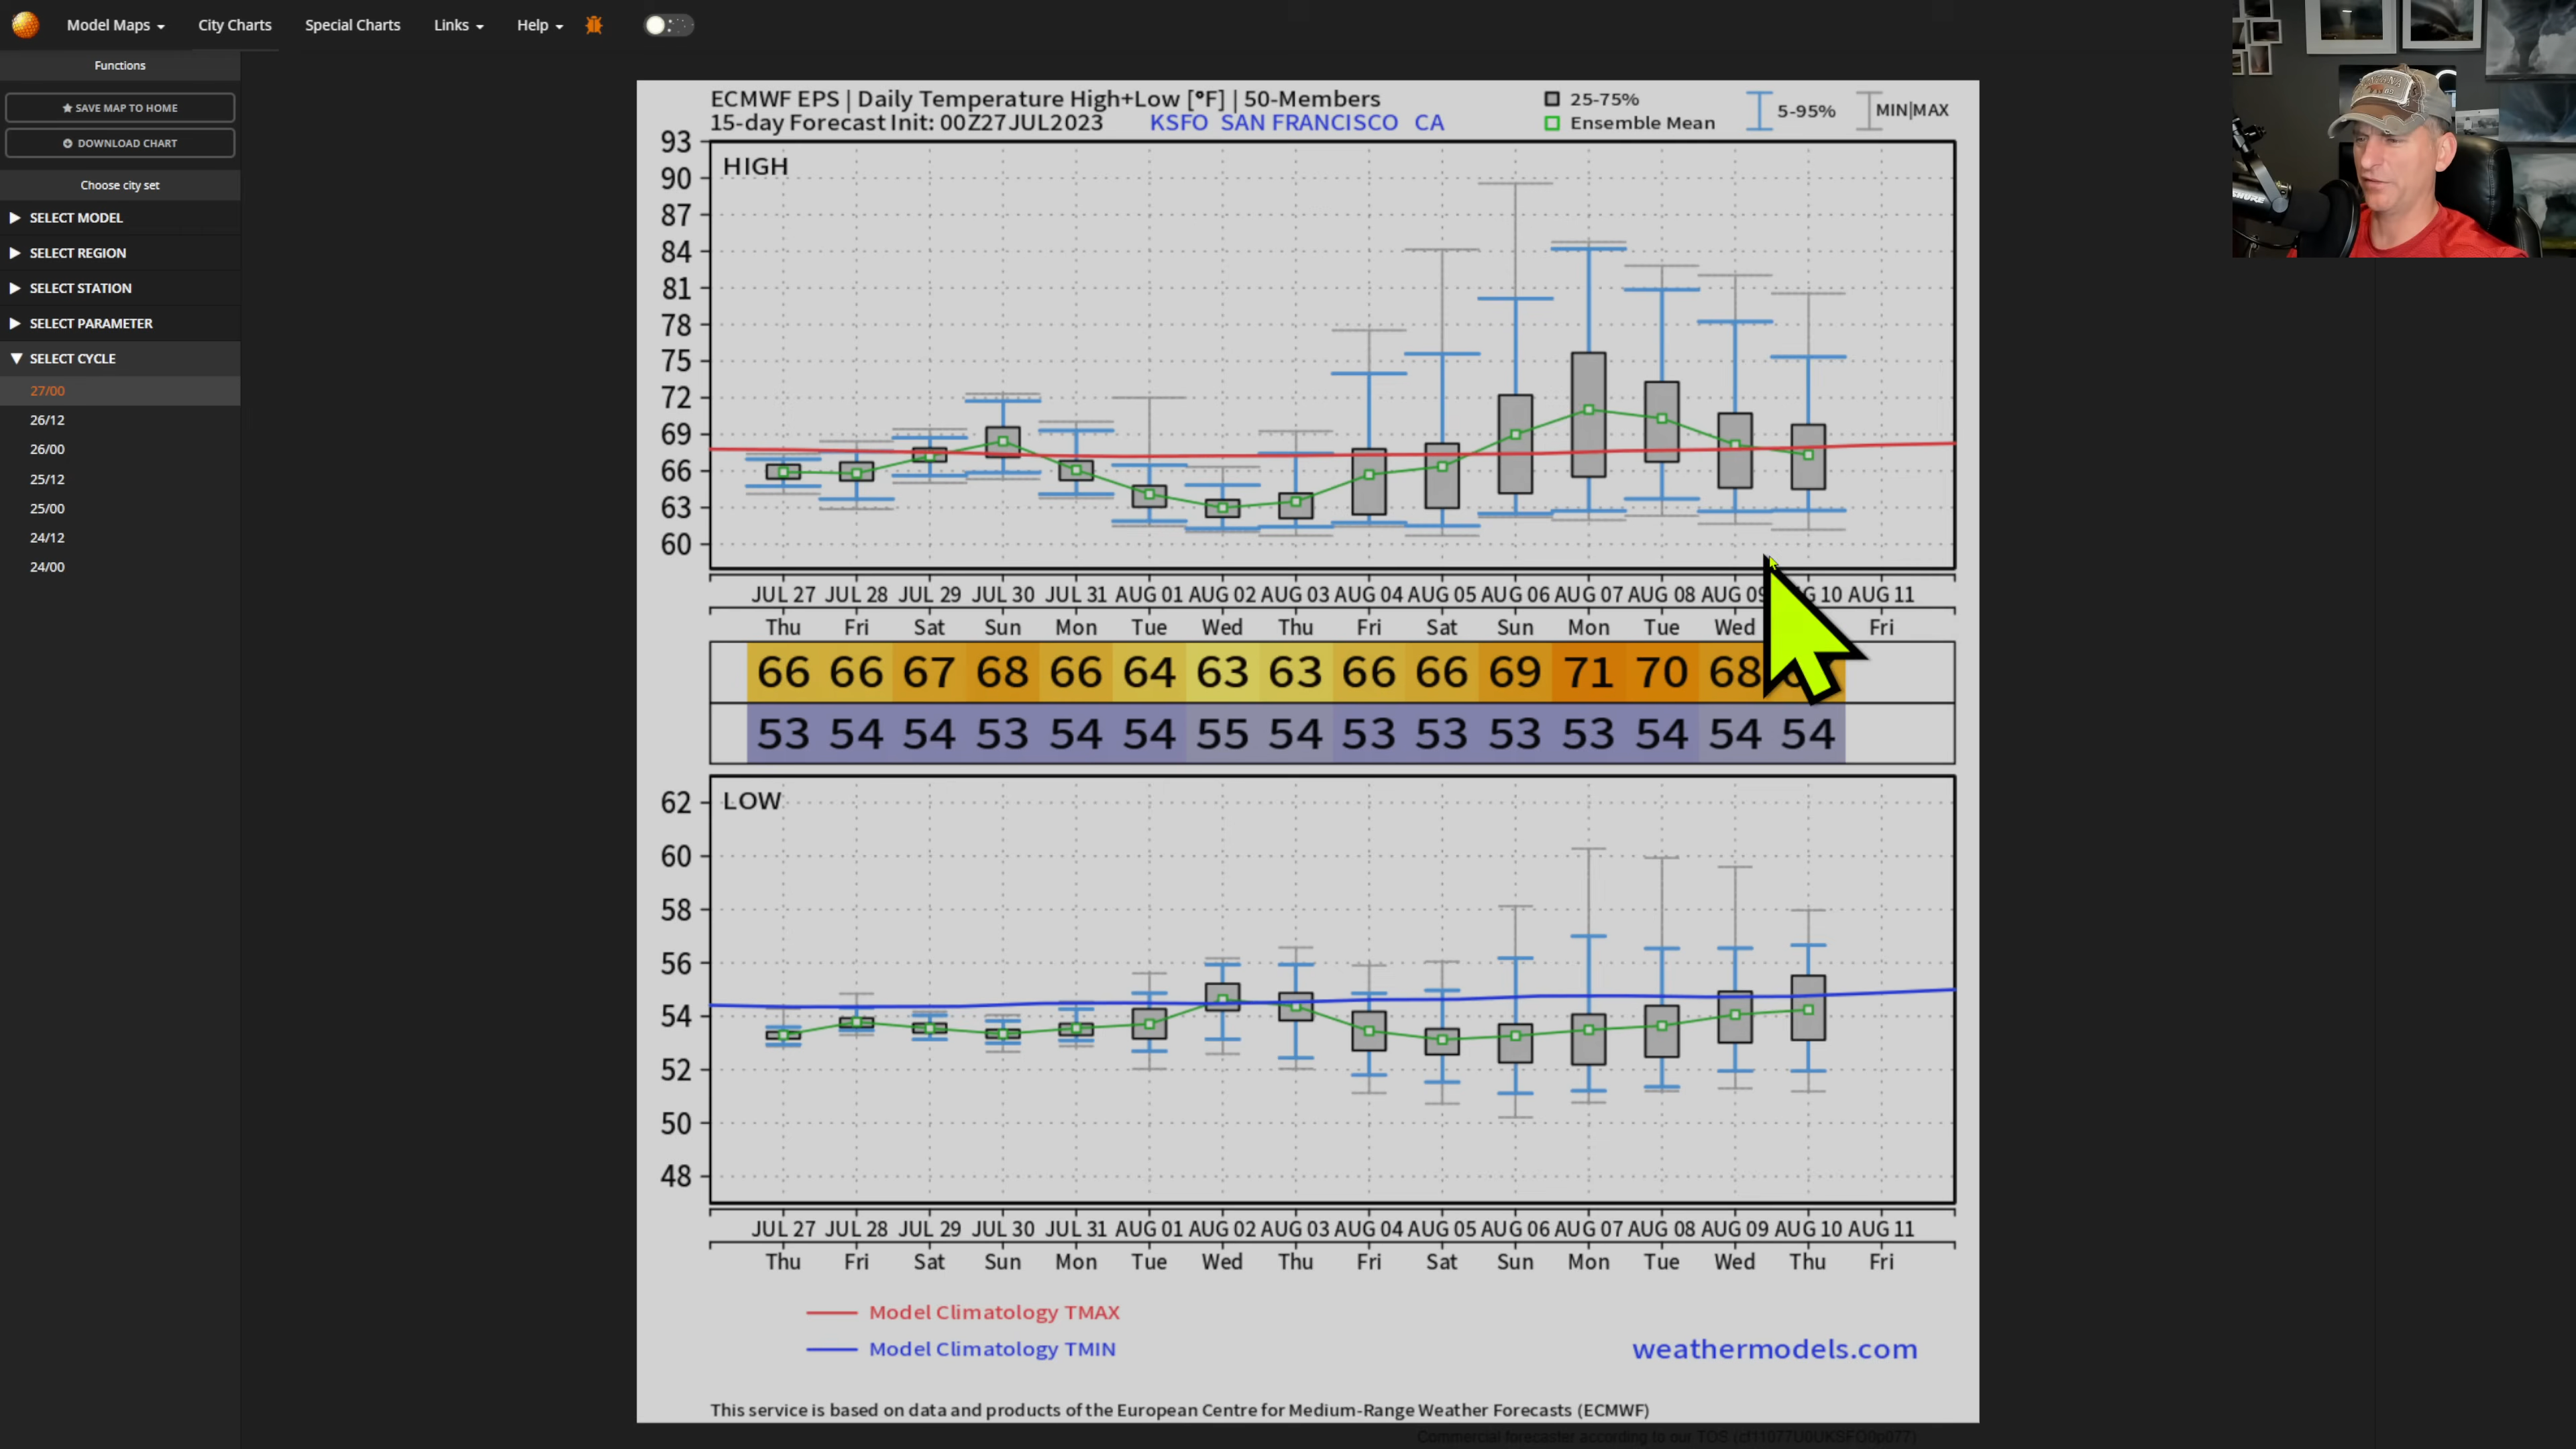 Model Maps City Charts Special Charts Links Help
Functions
SAVE MAP TO HOME
DOWNLOAD CHART
Choose city set
SELECT MODEL
SELECT REGION
SELECT STATION
SELECT PARAMETER
SELECT CYCLE
27/00
26/12
26/00
25/12
25/00
24/12
24/00
ECMWF EPS | Daily Temperature High+Low [°F] | 50-Members
15-day Forecast Init: 00Z27JUL2023 KSFO SAN FRANCISCO CA
25-75%
Ensemble Mean
5-95%
MIN|MAX
HIGH
93
90
87
84
81
78
75
72
69
66
63
60
JUL 27 JUL 28 JUL 29 JUL 30 JUL 31 AUG 01 AUG 02 AUG 03 AUG 04 AUG 05 AUG 06 AUG 07 AUG 08 AUG 09 10 AUG 11
Thu Fri Sat Sun Mon Tue Wed Thu Fri Sat Sun Mon Tue Wed Fri
66 66 67 68 66 64 63 63 66 66 69 71 70 68
53 54 54 53 54 54 55 54 53 53 53 53 54 54 54
LOW
62
60
58
56
54
52
50
48
JUL 27 JUL 28 JUL 29 JUL 30 JUL 31 AUG 01 AUG 02 AUG 03 AUG 04 AUG 05 AUG 06 AUG 07 AUG 08 AUG 09 AUG 10 AUG 11
Thu Fri Sat Sun Mon Tue Wed Thu Fri Sat Sun Mon Tue Wed Thu Fri
Model Climatology TMAX
Model Climatology TMIN
weathermodels.com
This service is based on data and products of the European Centre for Medium-Range Weather Forecasts (ECMWF)
Commercial forecaster according to our TOS